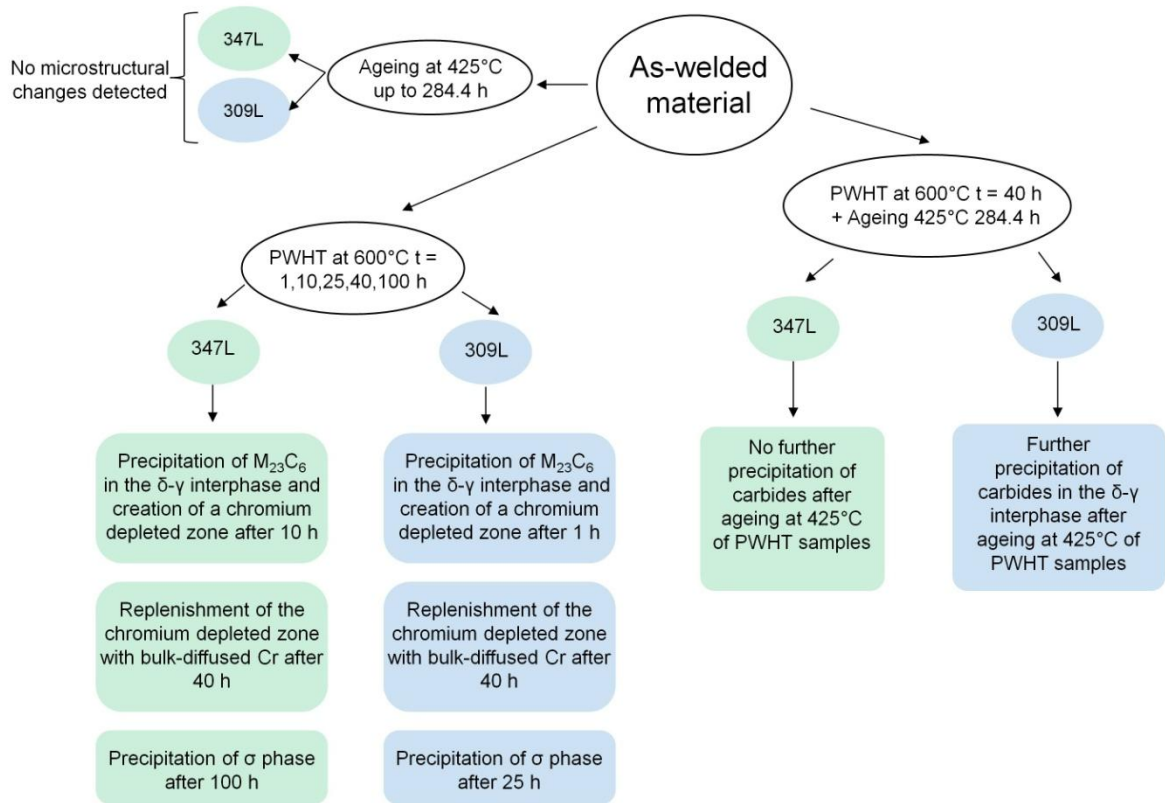 As-welded
material
Ageing at 425°C
up to 284.4 h
347L
309L
No microstructural
changes detected
PWHT at 600°C t =
1,10,25,40,100 h
347L
Precipitation of M₂₃C₆
in the δ-γ interphase and
creation of a chromium
depleted zone after 10 h
Replenishment of the
chromium depleted zone
with bulk-diffused Cr after
40 h
Precipitation of σ phase
after 100 h
309L
Precipitation of M₂₃C₆
in the δ-γ interphase and
creation of a chromium
depleted zone after 1 h
Replenishment of the
chromium depleted zone
with bulk-diffused Cr after
40 h
Precipitation of σ phase
after 25 h
PWHT at 600°C t = 40 h
+ Ageing 425°C 284.4 h
347L
No further
precipitation of
carbides after
ageing at 425°C
of PWHT samples
309L
Further
precipitation of
carbides in the δ-γ
interphase after
ageing at 425°C of
PWHT samples